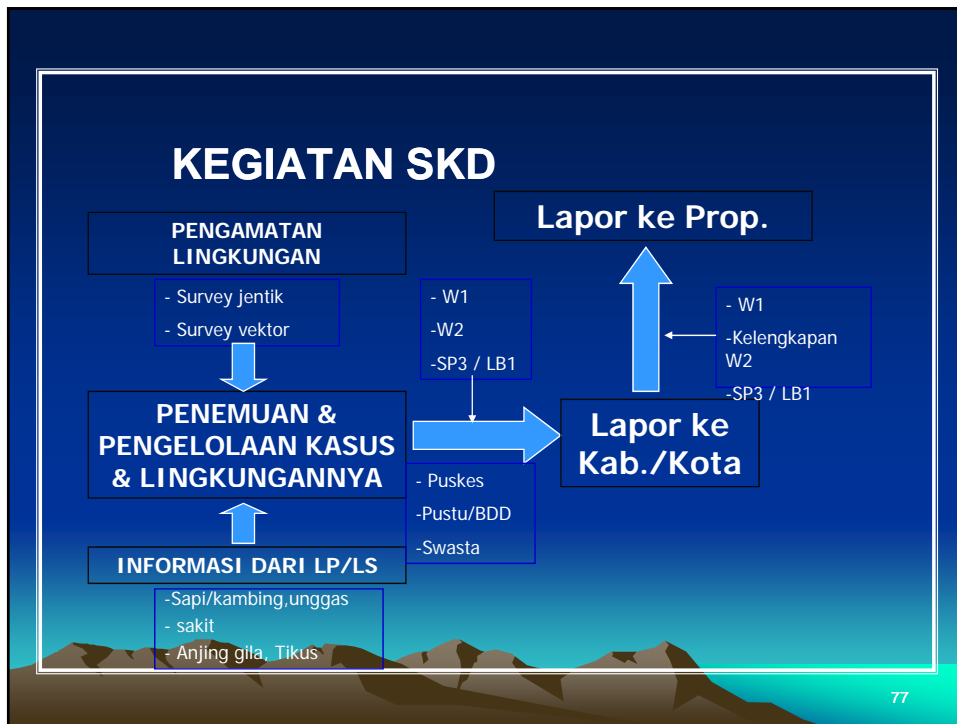 KEGIATAN SKD
PENGAMATAN
LINGKUNGAN
- Survey jentik
- Survey vektor
PENEMUAN &
PENGELOLAAN KASUS
& LINGKUNGANNYA
INFORMASI DARI LP/LS
-Sapi/kambing,unggas
- sakit
- Anjing gila, Tikus
- W1
-W2
-SP3 / LB1
- Puskes
-Pustu/BDD
-Swasta
Lapor ke Prop.
- W1
-Kelengkapan
W2
-SP3 / LB1
Lapor ke
Kab./Kota
77